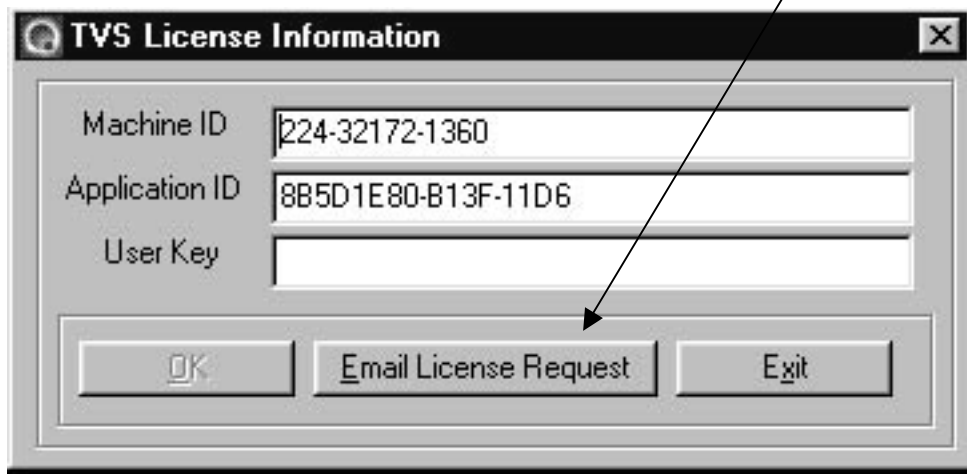 TVS License Information
Machine ID 224-32172-1360
Application ID 8B5D1E80-B13F-11D6
User Key
OK Email License Request Exit